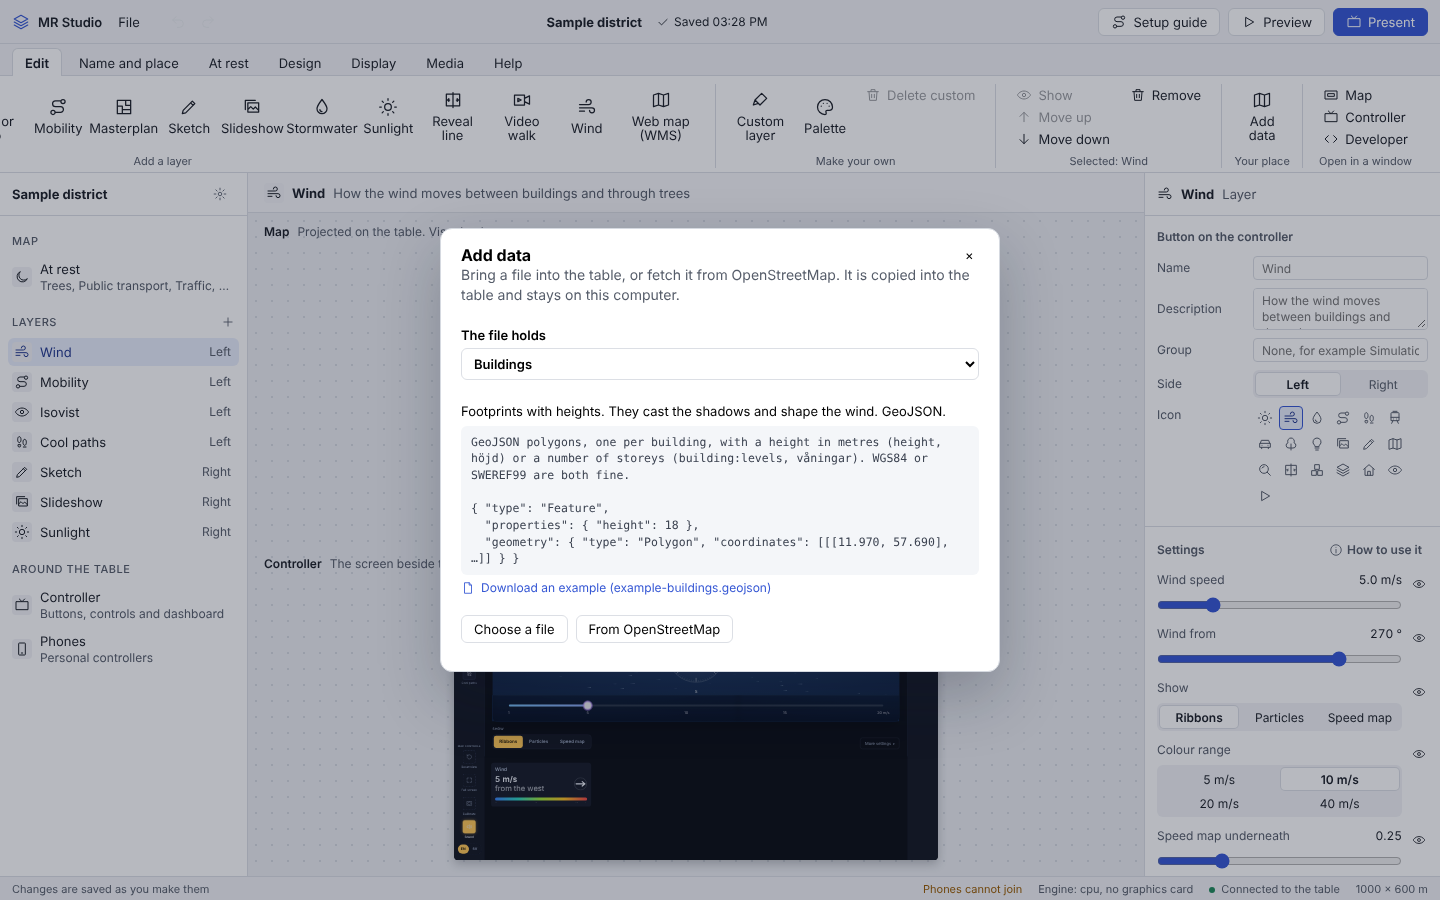 MR Studio
File
Sample district
Saved 03:28 PM
Setup guide
Preview
Present
Edit
Name and place
At rest
Design
Display
Media
Help
or
Mobility
Masterplan
Sketch
Slideshow
Stormwater
Sunlight
Reveal
line
Video
walk
Wind
Web map
(WMS)
Add a layer
Custom
layer
Palette
Delete custom
Make your own
Show
Move up
Move down
Remove
Selected: Wind
Add
data
Your place
Map
Controller
Developer
Open in a window
Sample district
MAP
At rest
Trees, Public transport, Traffic, ...
LAYERS
Wind Left
Mobility Left
Isovist Left
Cool paths Left
Sketch Right
Slideshow Right
Sunlight Right
AROUND THE TABLE
Controller
Buttons, controls and dashboard
Phones
Personal controllers
Wind How the wind moves between buildings and through trees
Map Projected on the table.
Controller The screen beside
Add data
×
Bring a file into the table, or fetch it from OpenStreetMap. It is copied into the
table and stays on this computer.
The file holds
Buildings
Footprints with heights. They cast the shadows and shape the wind. GeoJSON.
GeoJSON polygons, one per building, with a height in metres (height,
höjd) or a number of storeys (building:levels, våningar). WGS84 or
SWEREF99 are both fine.
{ "type": "Feature",
"properties": { "height": 18 },
"geometry": { "type": "Polygon", "coordinates": [[[11.970, 57.690],
…]] } }
Download an example (example-buildings.geojson)
Choose a file
From OpenStreetMap
Ribbons
Particles
Speed map
More settings
Wind
5 m/s
from the west
Wind Layer
Button on the controller
Name Wind
Description How the wind moves
between buildings and
Group None, for example Simulatic
Side Left Right
Icon
Settings
How to use it
Wind speed 5.0 m/s
Wind from 270 °
Show
Ribbons Particles Speed map
Colour range
5 m/s 10 m/s
20 m/s 40 m/s
Speed map underneath 0.25
Changes are saved as you make them
Phones cannot join
Engine: cpu, no graphics card
Connected to the table
1000 × 600 m